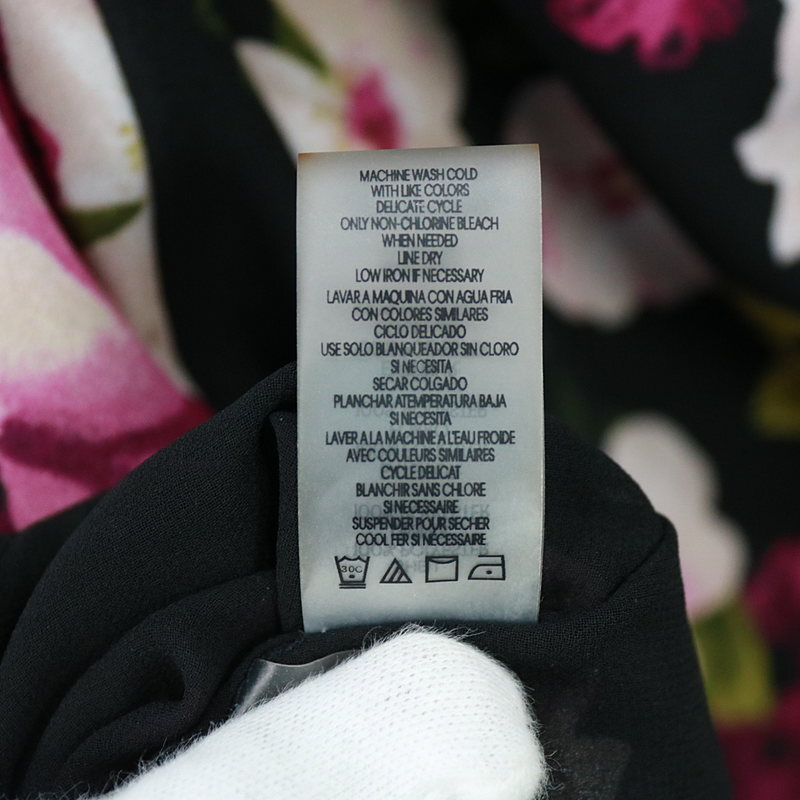 MACHINE WASH COLD
WITH LIKE COLORS
DELICATE CYCLE
ONLY NON-CHLORINE BLEACH
WHEN NEEDED
LINE DRY
LOW IRON IF NECESSARY
LAVAR A MAQUINA CON AGUA FRIA
CON COLORES SIMILARES
CICLO DELICADO
USE SOLO BLANQUEADOR SIN CLORO
SI NECESITA
SECAR COLGADO
PLANCHAR ATEMPERATURA BAJA
SI NECESITA
LAVER A LA MACHINE A L'EAU FROIDE
AVEC COULEURS SIMILAIRES
CYCLE DELICAT
BLANCHIR SANS CHLORE
SI NECESSAIRE
SUSPENDER POUR SECHER
COOL FER SI NÉCESSAIRE
30C